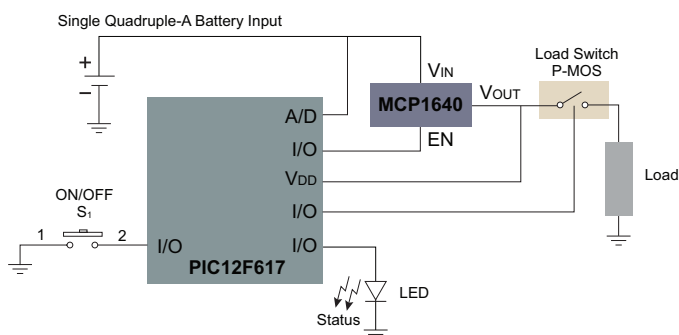 Single Quadruple-A Battery Input
Load Switch
P-MOS
+
−
VIN
MCP1640
VOUT
EN
A/D
I/O
VDD
I/O
I/O
ON/OFF
S1
1
2
I/O
PIC12F617
Load
LED
Status